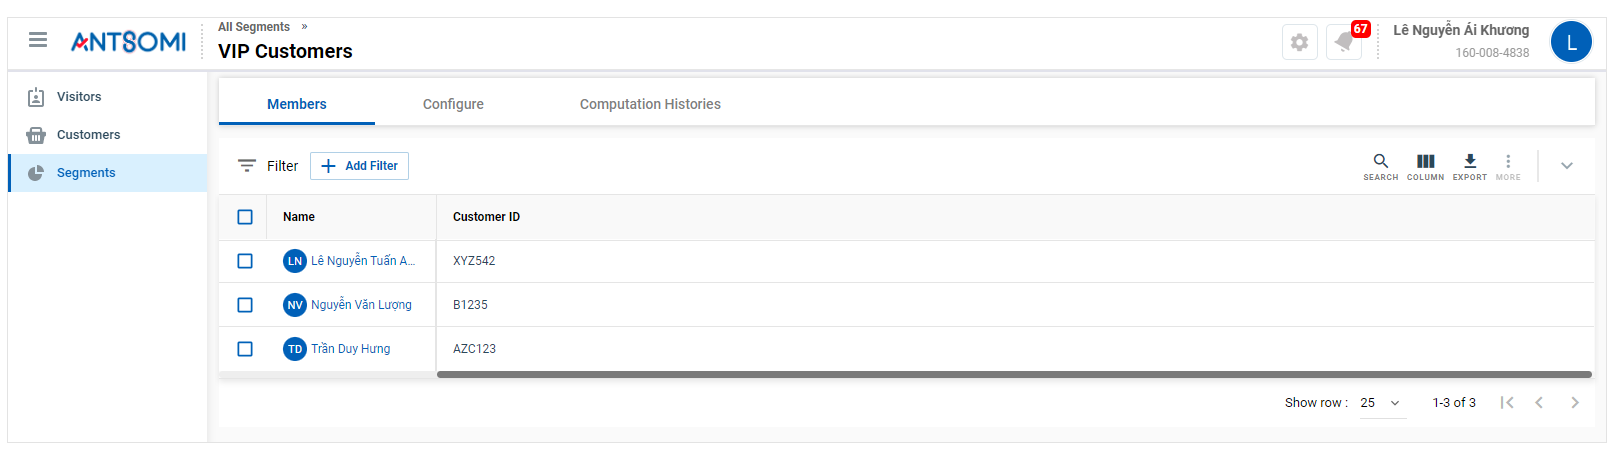 ANTSOMI
All Segments »
VIP Customers
67
Lê Nguyễn Ái Khương
160-008-4838
L
Visitors
Customers
Segments
Members Configure Computation Histories
Filter + Add Filter
SEARCH COLUMN EXPORT MORE
Name Customer ID
LN Lê Nguyễn Tuấn A... XYZ542
NV Nguyễn Văn Lượng B1235
TD Trần Duy Hưng AZC123
Show row : 25 1-3 of 3